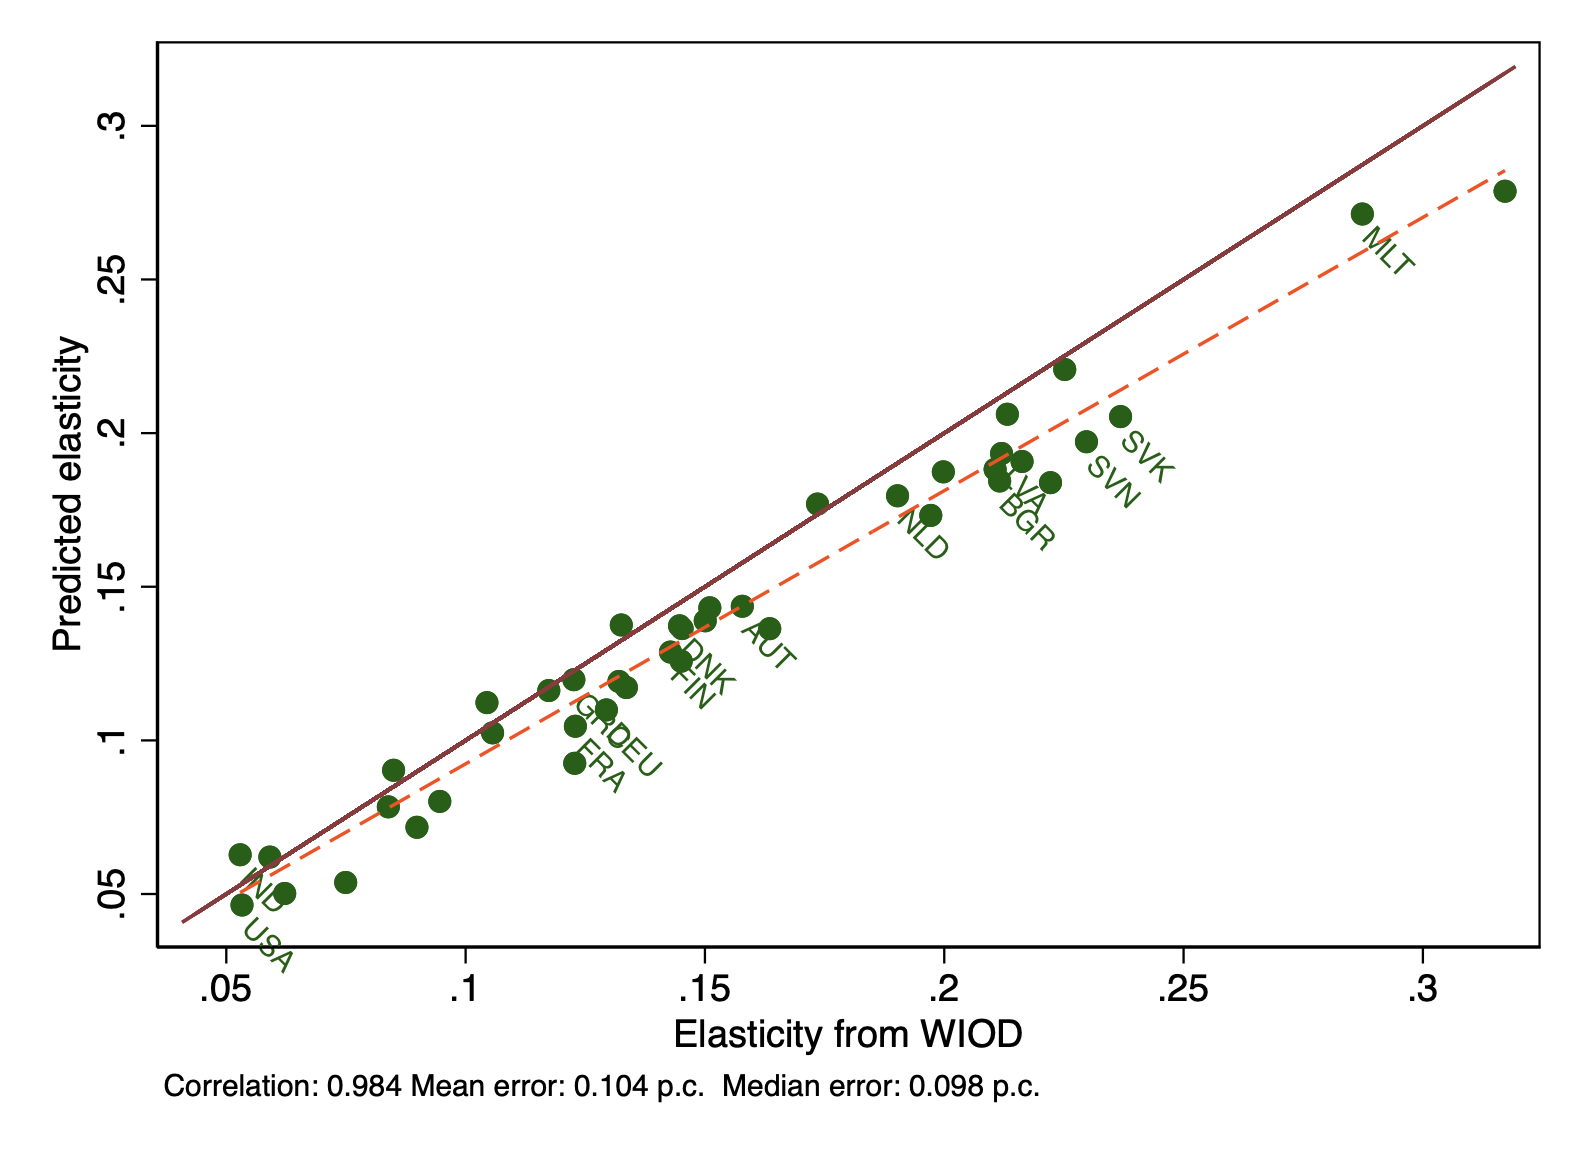 Predicted elasticity
.3
.25
.2
.15
.1
.05
MLT
SVK
SVN
BGR
NLD
AUT
DNK
FIN
DEU
FRA
IND
USA
.05 .1 .15 .2 .25 .3
Elasticity from WIOD
Correlation: 0.984 Mean error: 0.104 p.c. Median error: 0.098 p.c.